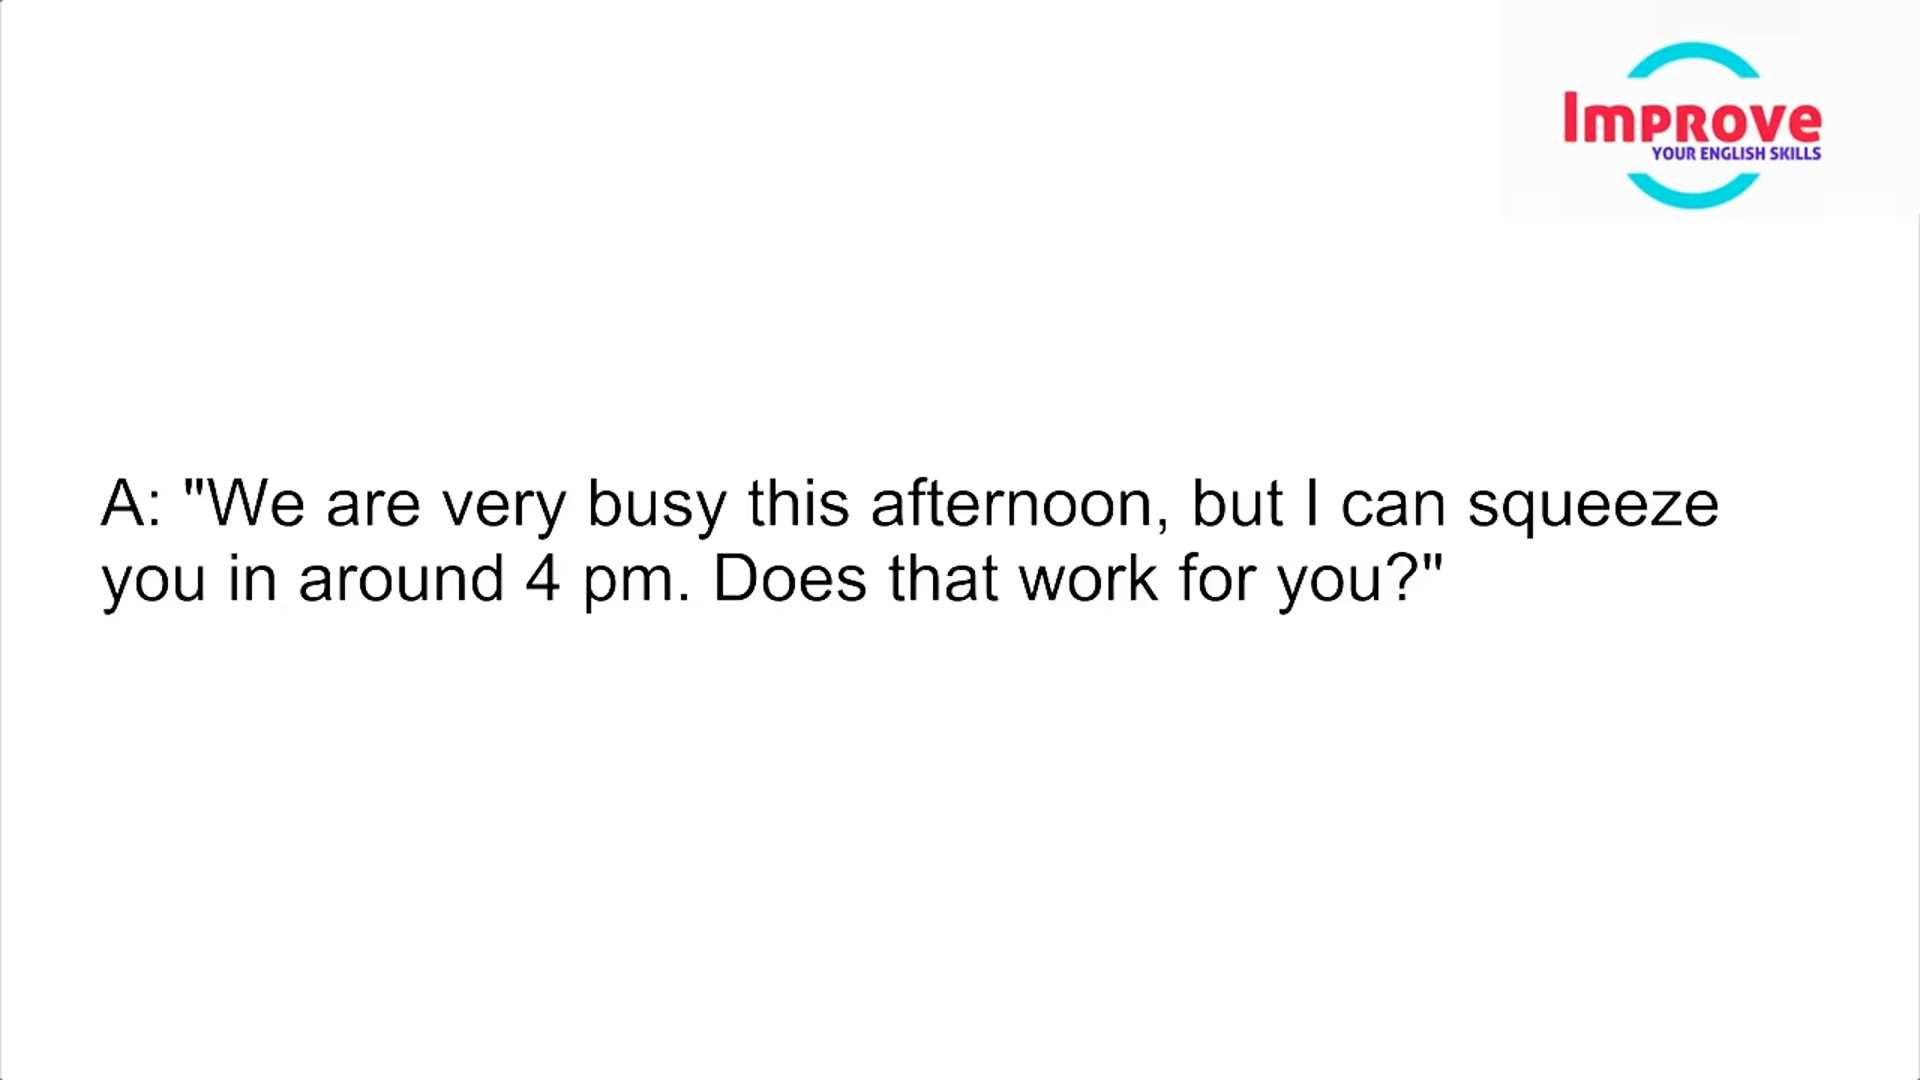 Improve
YOUR ENGLISH SKILLS
A: "We are very busy this afternoon, but I can squeeze
you in around 4 pm. Does that work for you?"